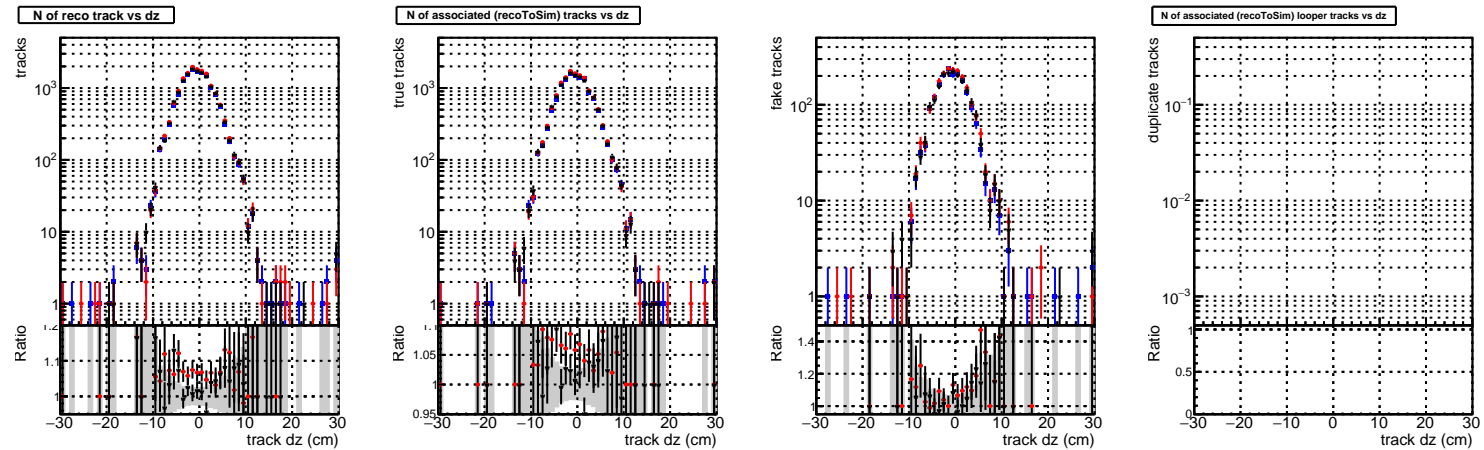 N of reco track vs dz
tracks
10³
10²
10
1
Ratio
1.2
1.1
1
−30 −20 −10 0 10 20 30
track dz (cm)
N of associated (recoToSim) tracks vs dz
true tracks
10³
10²
10
1
Ratio
1.1
1.05
1.0
0.95
−30 −20 −10 0 10 20 30
track dz (cm)
fake tracks
10²
10
1
Ratio
1.4
1.2
1
−30 −20 −10 0 10 20 30
track dz (cm)
N of associated (recoToSim) looper tracks vs dz
duplicate tracks
10⁻¹
10⁻²
10⁻³
Ratio
1
0.5
0
−30 −20 −10 0 10 20 30
track dz (cm)